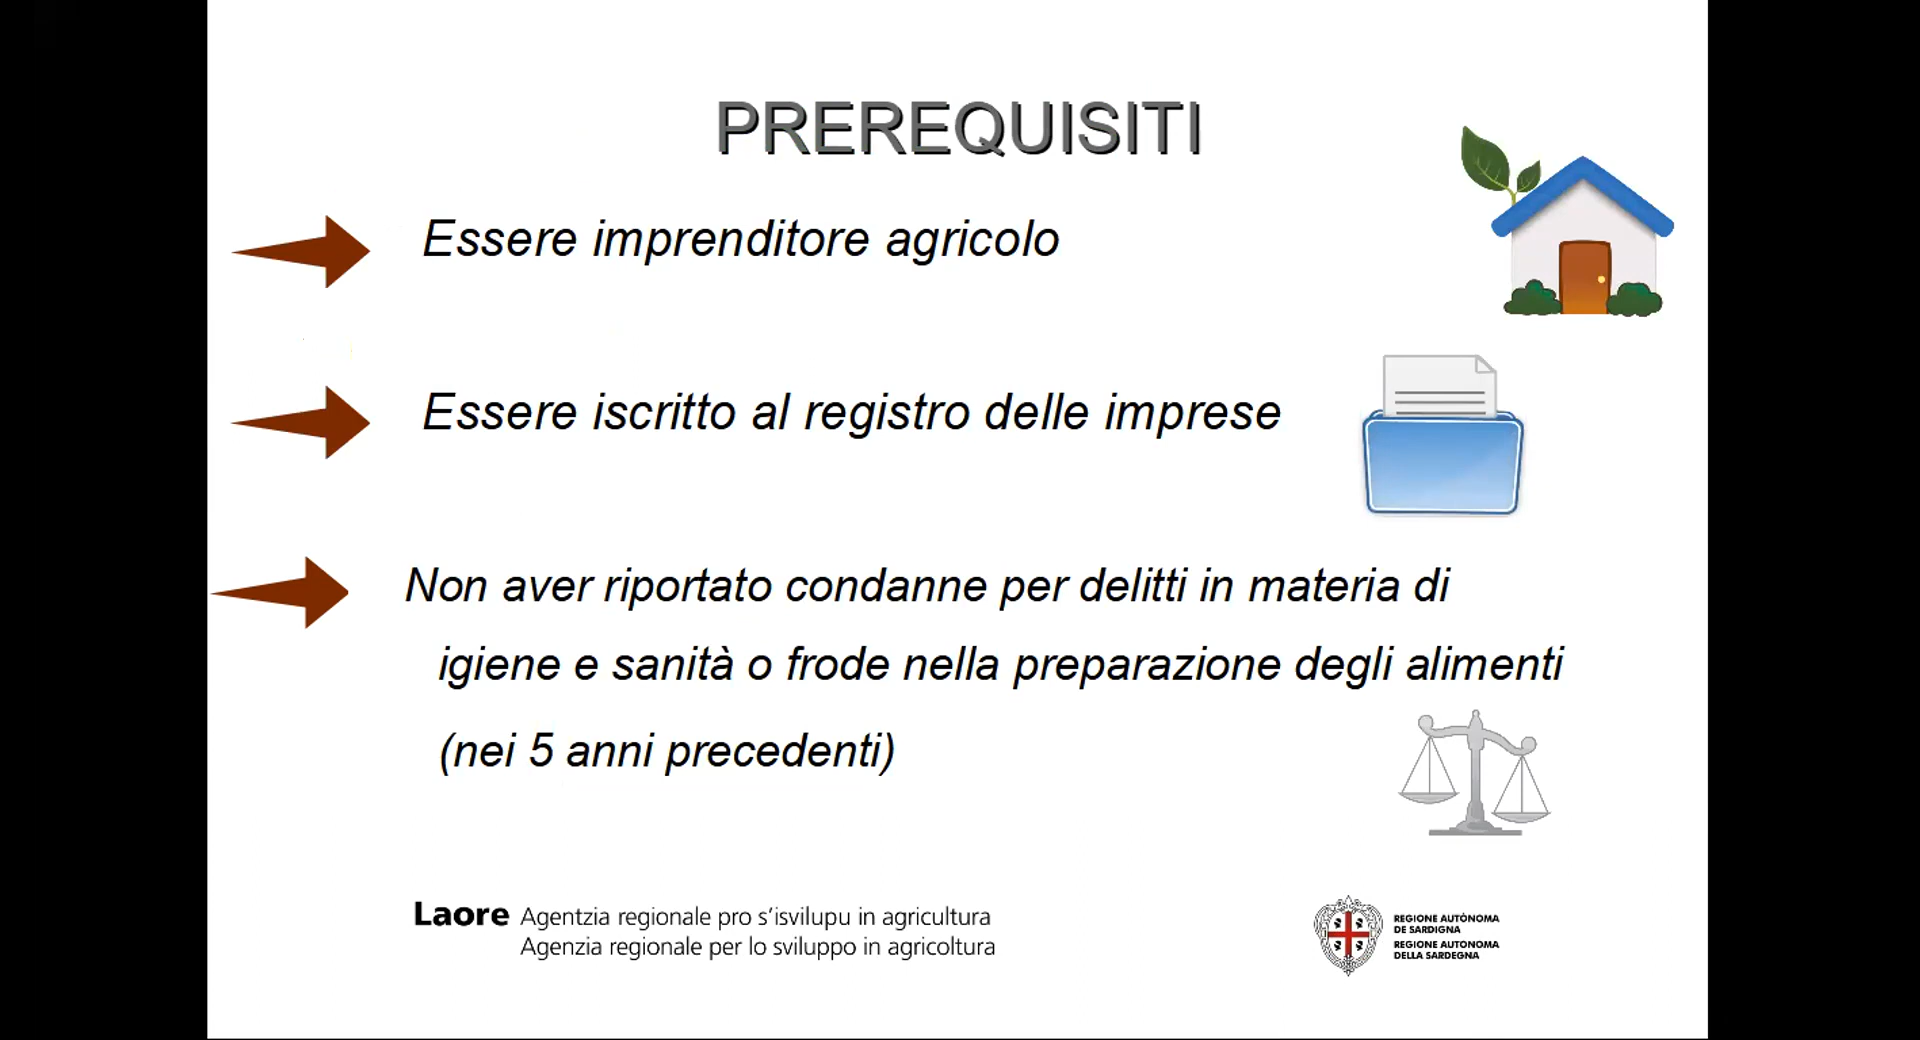 PREREQUISITI
Essere imprenditore agricolo
Essere iscritto al registro delle imprese
Non aver riportato condanne per delitti in materia di
igiene e sanità o frode nella preparazione degli alimenti
(nei 5 anni precedenti)
Laore Agentzia regionale pro s'isvilupu in agricultura
Agenzia regionale per lo sviluppo in agricoltura
REGIONE AUTÒNOMA
DE SARDIGNA
REGIONE AUTONOMA
DELLA SARDEGNA